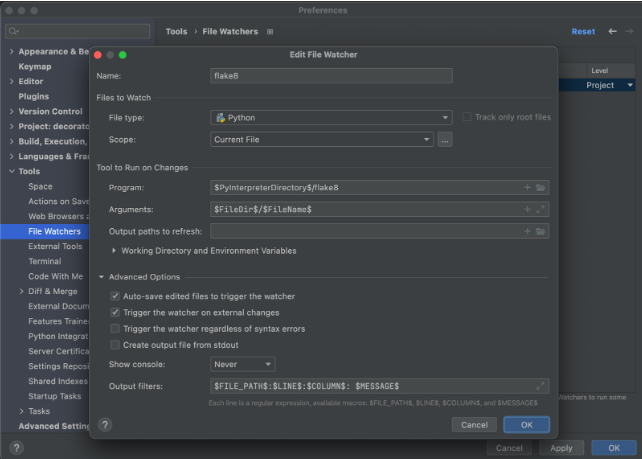 Preferences
Tools › File Watchers
Reset
Appearance & Be
Keymap
Editor
Plugins
Version Control
Project: decorato
Build, Execution,
Languages & Fra
Tools
Space
Actions on Save
Web Browsers a
File Watchers
External Tools
Terminal
Code With Me
Diff & Merge
External Docum
Features Traine
Python Integrat
Server Certifica
Settings Reposi
Shared Indexes
Startup Tasks
Tasks
Advanced Setting
Level
Project
Edit File Watcher
Name: flake8
Files to Watch
File type: Python Track only root files
Scope: Current File ...
Tool to Run on Changes
Program: $PyInterpreterDirectory$/flake8
Arguments: $FileDir$/$FileName$
Output paths to refresh:
Working Directory and Environment Variables
Advanced Options
Auto-save edited files to trigger the watcher
Trigger the watcher on external changes
Trigger the watcher regardless of syntax errors
Create output file from stdout
Show console: Never
Output filters: $FILE_PATH$:$LINE$:$COLUMN$: $MESSAGE$
Each line is a regular expression, available macros: $FILE_PATH$, $LINE$, $COLUMN$, and $MESSAGE$
Watchers to run some
? Cancel OK
? Cancel Apply OK